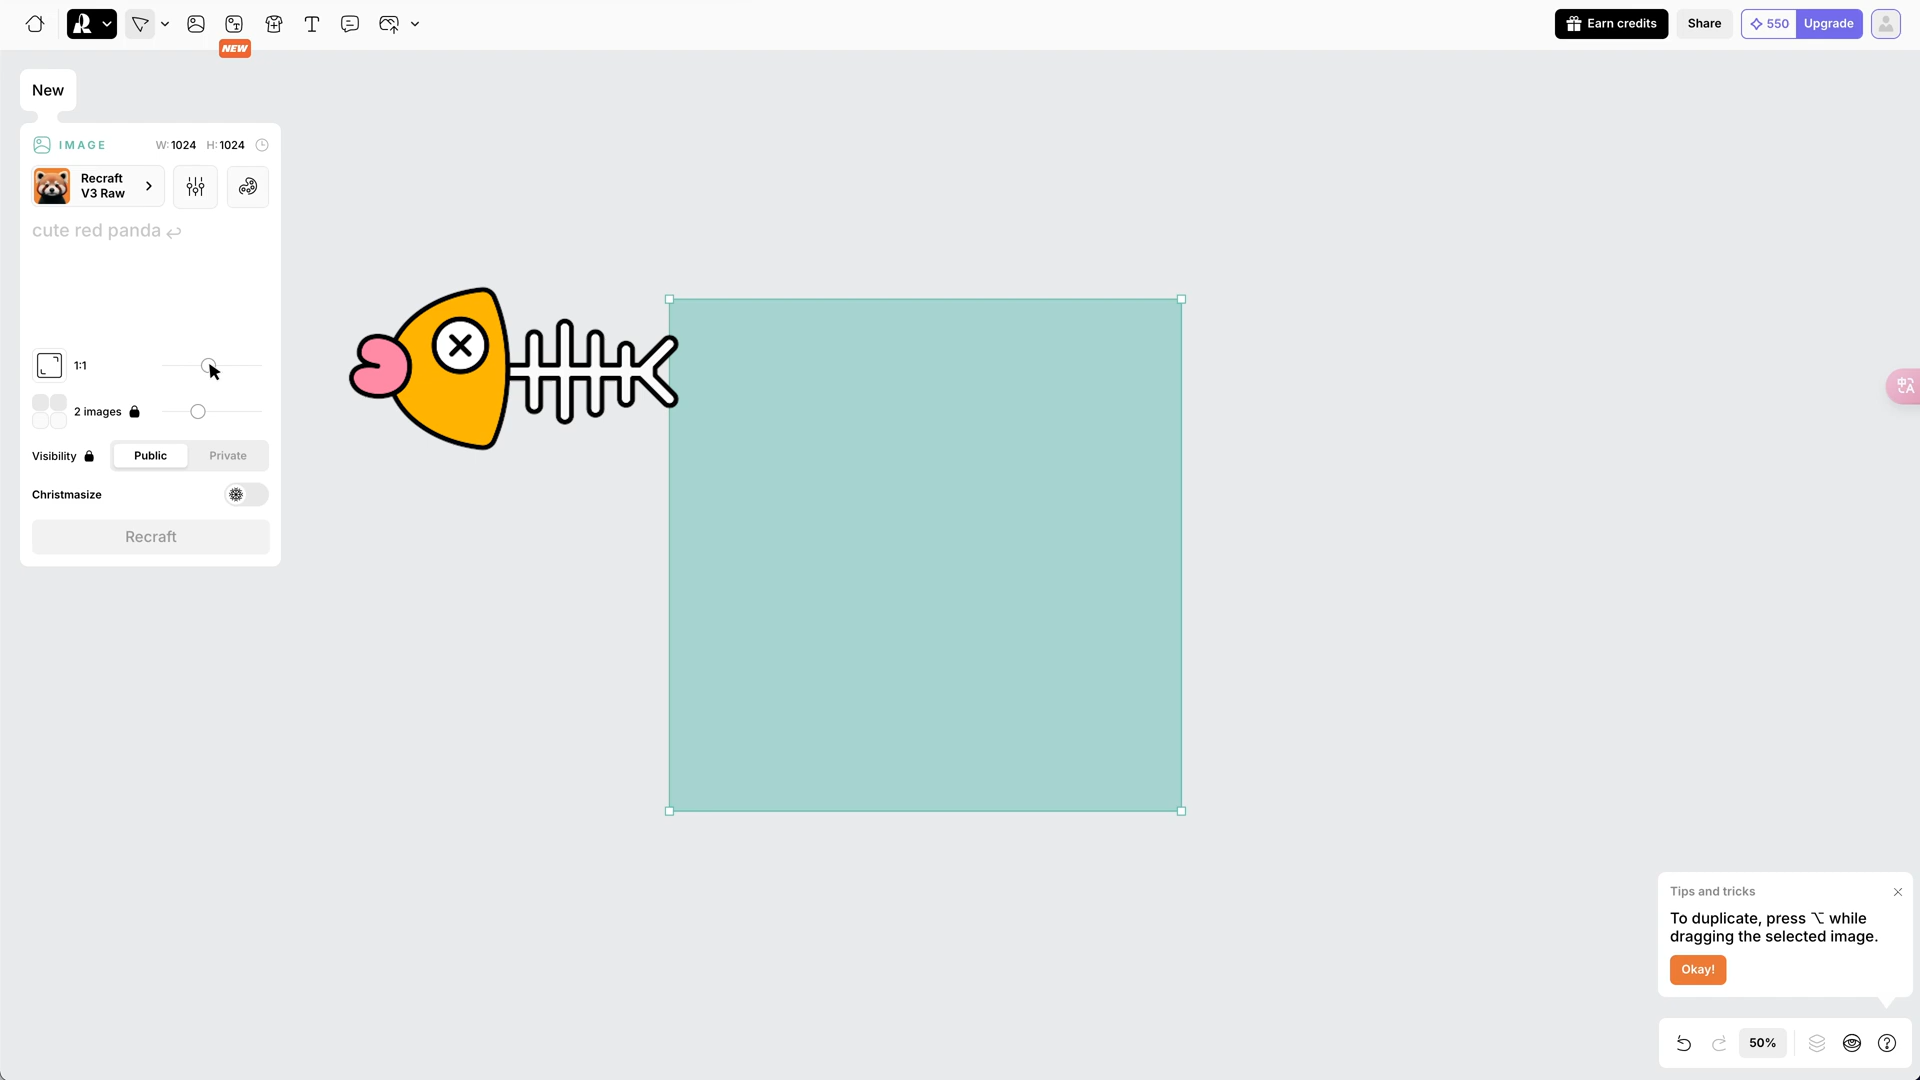 Earn credits
Share
550
Upgrade
NEW
New
IMAGE
W: 1024 H: 1024
Recraft
V3 Raw
cute red panda
1:1
2 images
Visibility
Public
Private
Christmasize
Recraft
中A
Tips and tricks
To duplicate, press ⌥ while
dragging the selected image.
Okay!
50%